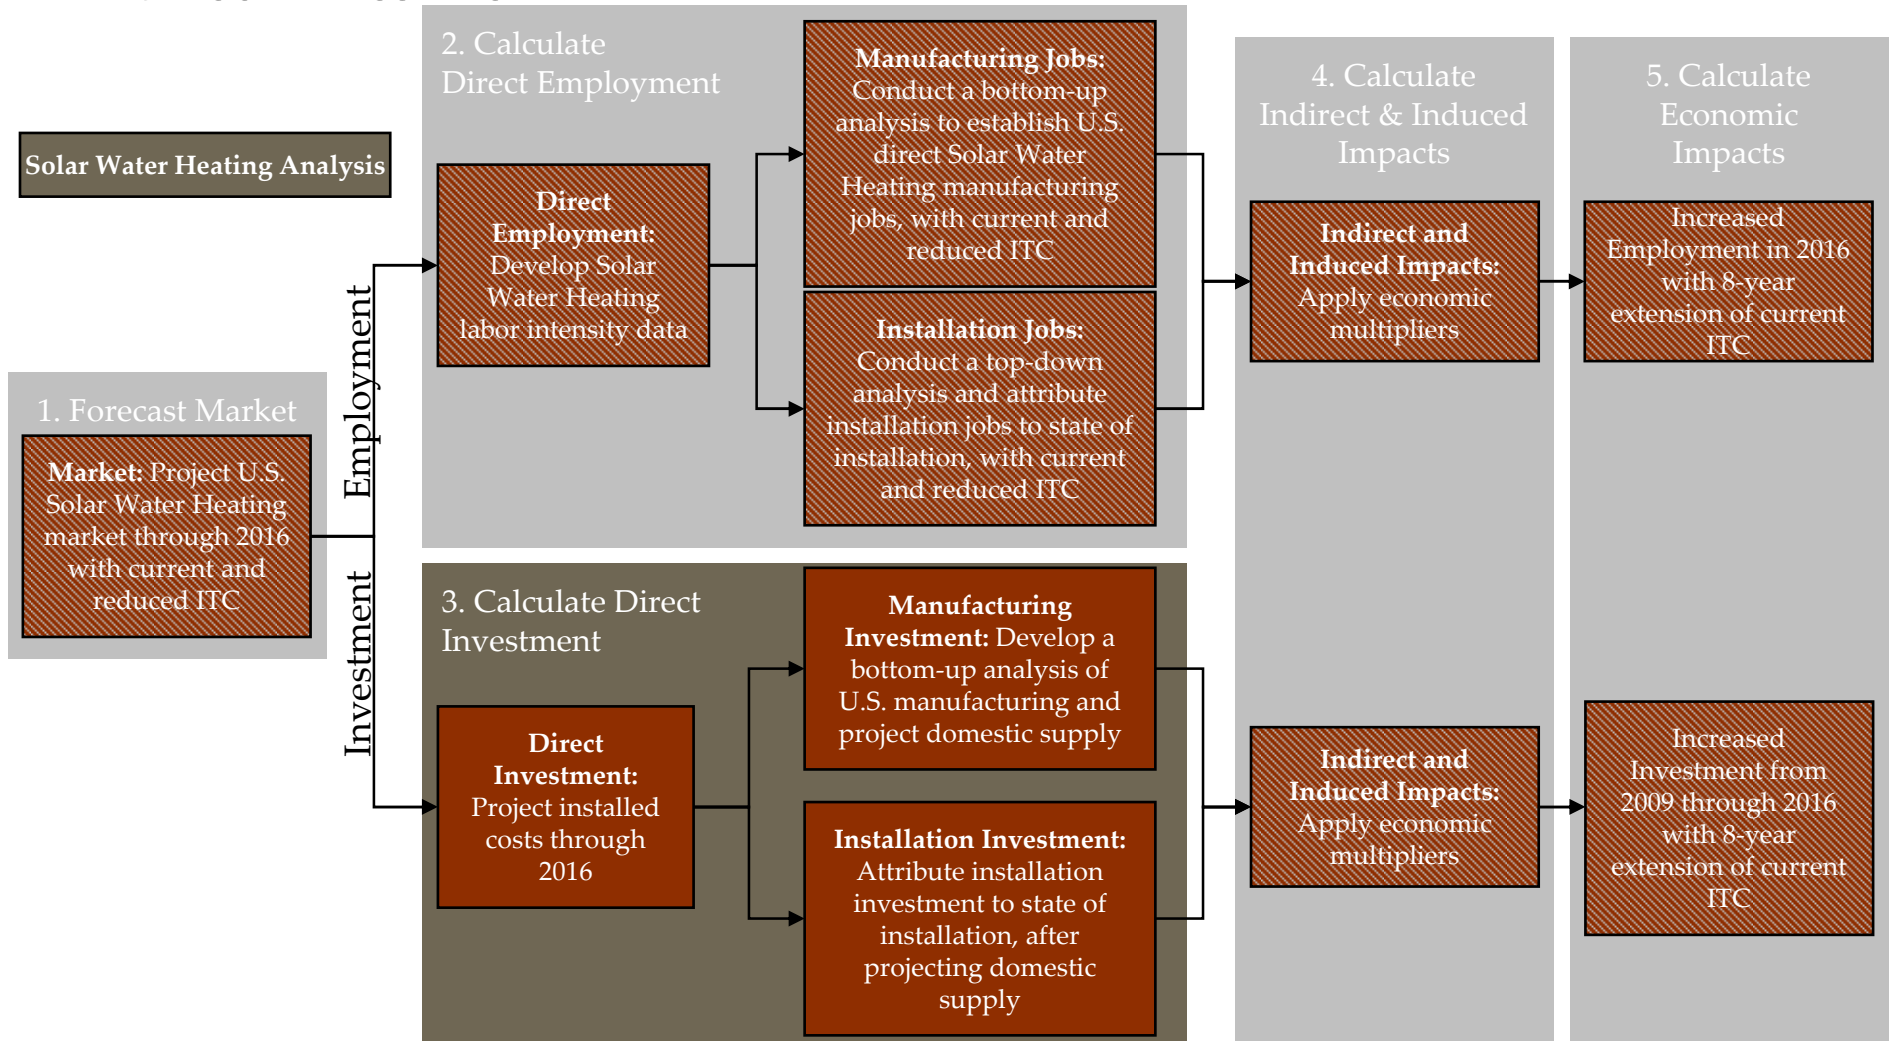 Solar Water Heating Analysis
1. Forecast Market
Market: Project U.S.
Solar Water Heating
market through 2016
with current and
reduced ITC
Employment
Investment
2. Calculate
Direct Employment
Direct
Employment:
Develop Solar
Water Heating
labor intensity data
Manufacturing Jobs:
Conduct a bottom-up
analysis to establish U.S.
direct Solar Water
Heating manufacturing
jobs, with current and
reduced ITC
Installation Jobs:
Conduct a top-down
analysis and attribute
installation jobs to state of
installation, with current
and reduced ITC
3. Calculate Direct
Investment
Direct
Investment:
Project installed
costs through
2016
Manufacturing
Investment: Develop a
bottom-up analysis of
U.S. manufacturing and
project domestic supply
Installation Investment:
Attribute installation
investment to state of
installation, after
projecting domestic
supply
4. Calculate
Indirect & Induced
Impacts
Indirect and
Induced Impacts:
Apply economic
multipliers
Indirect and
Induced Impacts:
Apply economic
multipliers
5. Calculate
Economic
Impacts
Increased
Employment in 2016
with 8-year
extension of current
ITC
Increased
Investment from
2009 through 2016
with 8-year
extension of current
ITC